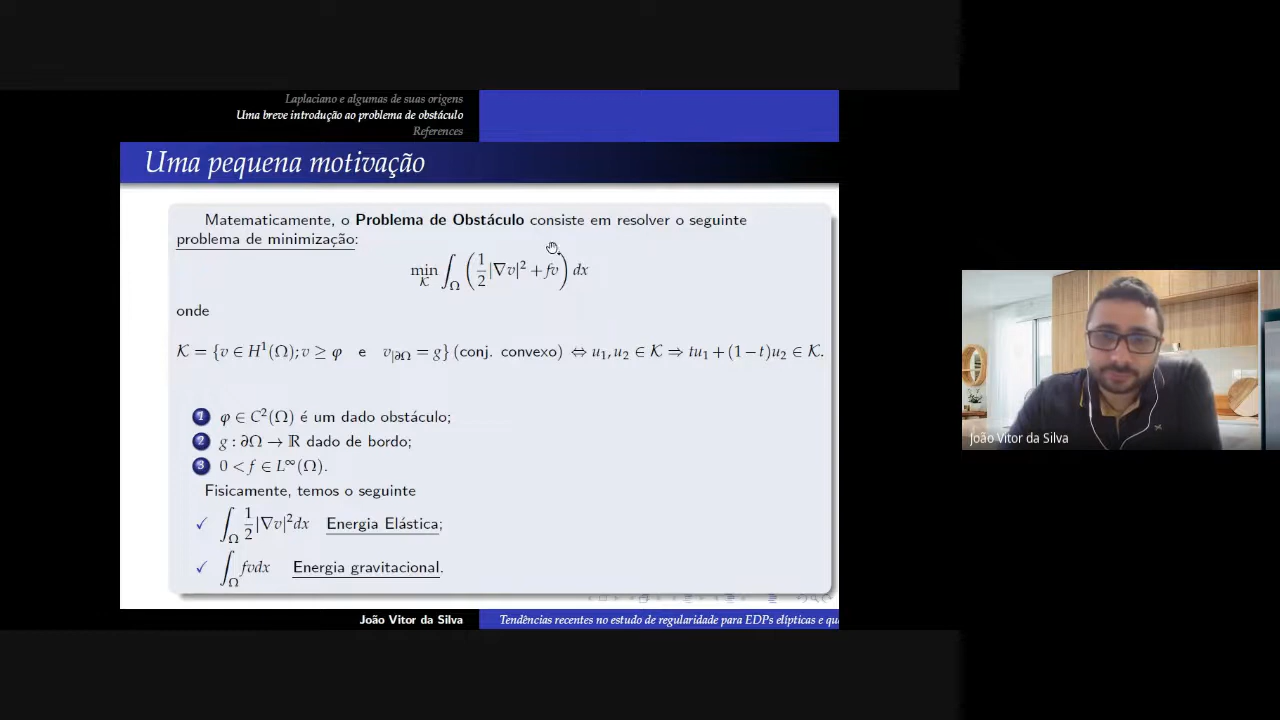 Laplaciano e algumas de suas origens
Uma breve introdução ao problema de obstáculo
References
Uma pequena motivação
Matematicamente, o Problema de Obstáculo consiste em resolver o seguinte
problema de minimização:
min_K ∫_Ω (1/2 |∇v|² + fv) dx
onde
K = {v ∈ H¹(Ω); v ≥ φ e v|∂Ω = g} (conj. convexo) ⇔ u₁, u₂ ∈ K ⇒ tu₁ + (1 − t)u₂ ∈ K.
1 φ ∈ C²(Ω) é um dado obstáculo;
2 g : ∂Ω → ℝ dado de bordo;
3 0 < f ∈ L^∞(Ω).
Fisicamente, temos o seguinte
✓ ∫_Ω 1/2 |∇v|² dx Energia Elástica;
✓ ∫_Ω fvdx Energia gravitacional.
João Vitor da Silva
Tendências recentes no estudo de regularidade para EDPs elípticas e qu
João Vitor da Silva